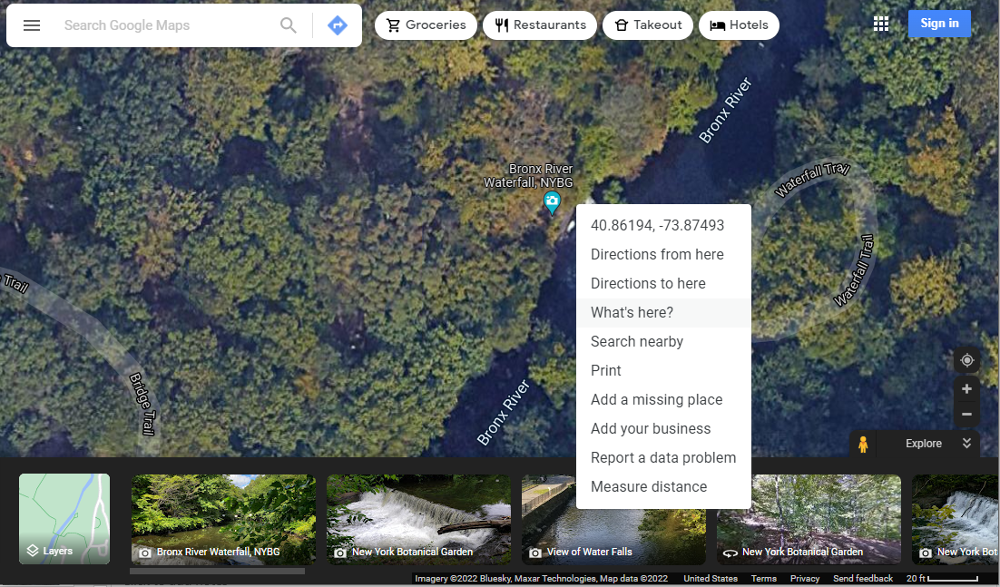 Search Google Maps
Groceries
Restaurants
Takeout
Hotels
Sign in
Bronx River
Bronx River
Waterfall, NYBG
Waterfall Trail
Waterfall Trail
40.86194, -73.87493
Directions from here
Directions to here
What's here?
Search nearby
Print
Add a missing place
Add your business
Report a data problem
Measure distance
Trail
Bridge Trail
Bronx River
Explore
Layers
Bronx River Waterfall, NYBG
New York Botanical Garden
View of Water Falls
New York Botanical Garden
New York Bot
Imagery ©2022 Bluesky, Maxar Technologies, Map data ©2022
United States
Terms
Privacy
Send feedback
20 ft